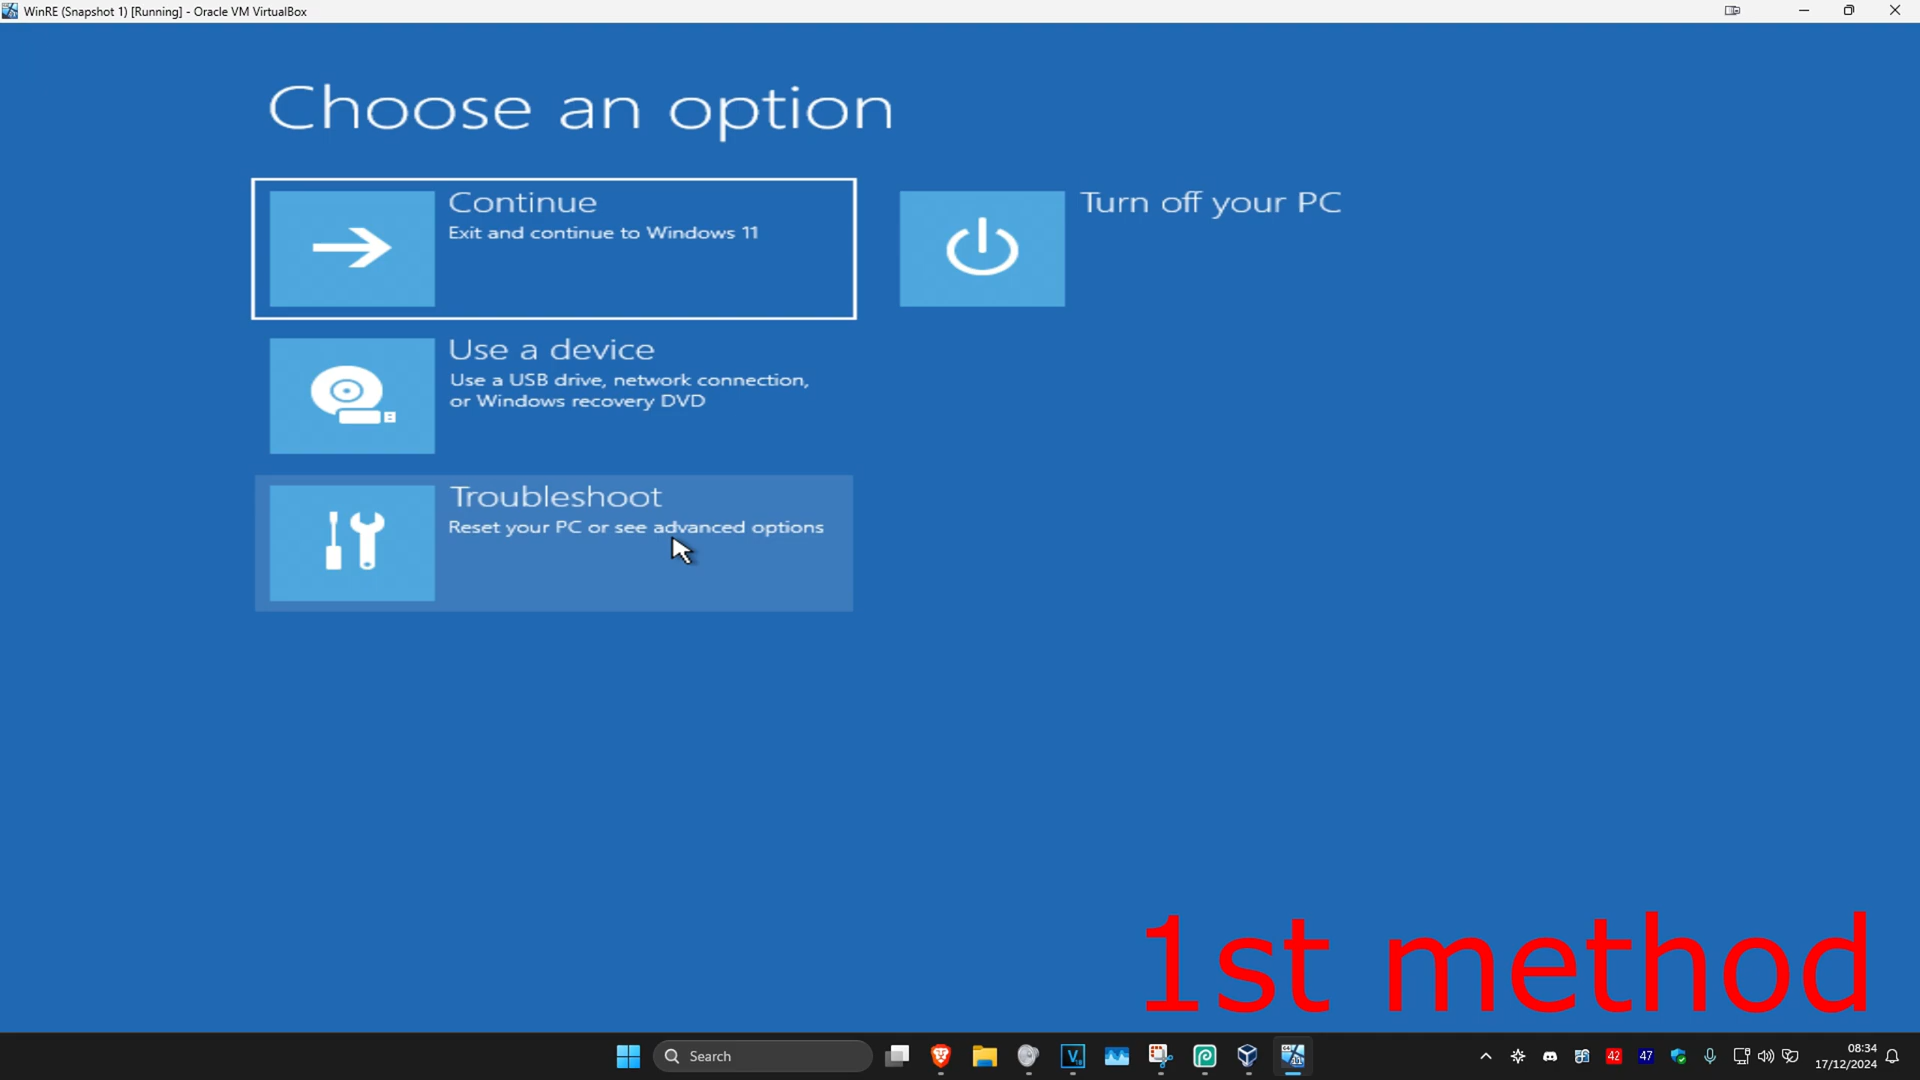 WinRE (Snapshot 1) [Running] - Oracle VM VirtualBox
Choose an option
Continue
Exit and continue to Windows 11
Turn off your PC
Use a device
Use a USB drive, network connection,
or Windows recovery DVD
Troubleshoot
Reset your PC or see advanced options
1st method
Search
42
47
08:34
17/12/2024